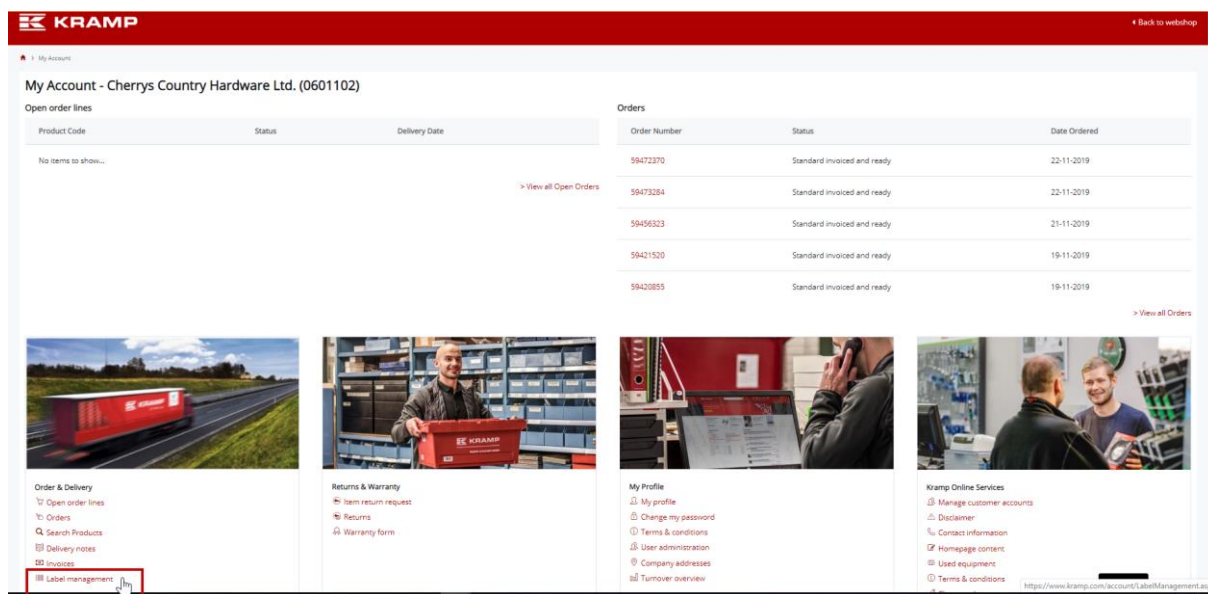 KRAMP
Back to webshop
My Account
My Account - Cherrys Country Hardware Ltd. (0601102)
Open order lines
Product Code Status Delivery Date
No items to show...
> View all Open Orders
Orders
Order Number Status Date Ordered
59472370 Standard invoiced and ready 22-11-2019
59473284 Standard invoiced and ready 22-11-2019
59456323 Standard invoiced and ready 21-11-2019
59421520 Standard invoiced and ready 19-11-2019
59420855 Standard invoiced and ready 19-11-2019
> View all Orders
KRAMP
KRAMP
Order & Delivery
Open order lines
Orders
Search Products
Delivery notes
Invoices
Label management
Returns & Warranty
Item return request
Returns
Warranty form
My Profile
My profile
Change my password
Terms & conditions
User administration
Company addresses
Turnover overview
Kramp Online Services
Manage customer accounts
Disclaimer
Contact information
Homepage content
Used equipment
Terms & conditions
https://www.kramp.com/account/LabelManagement.as